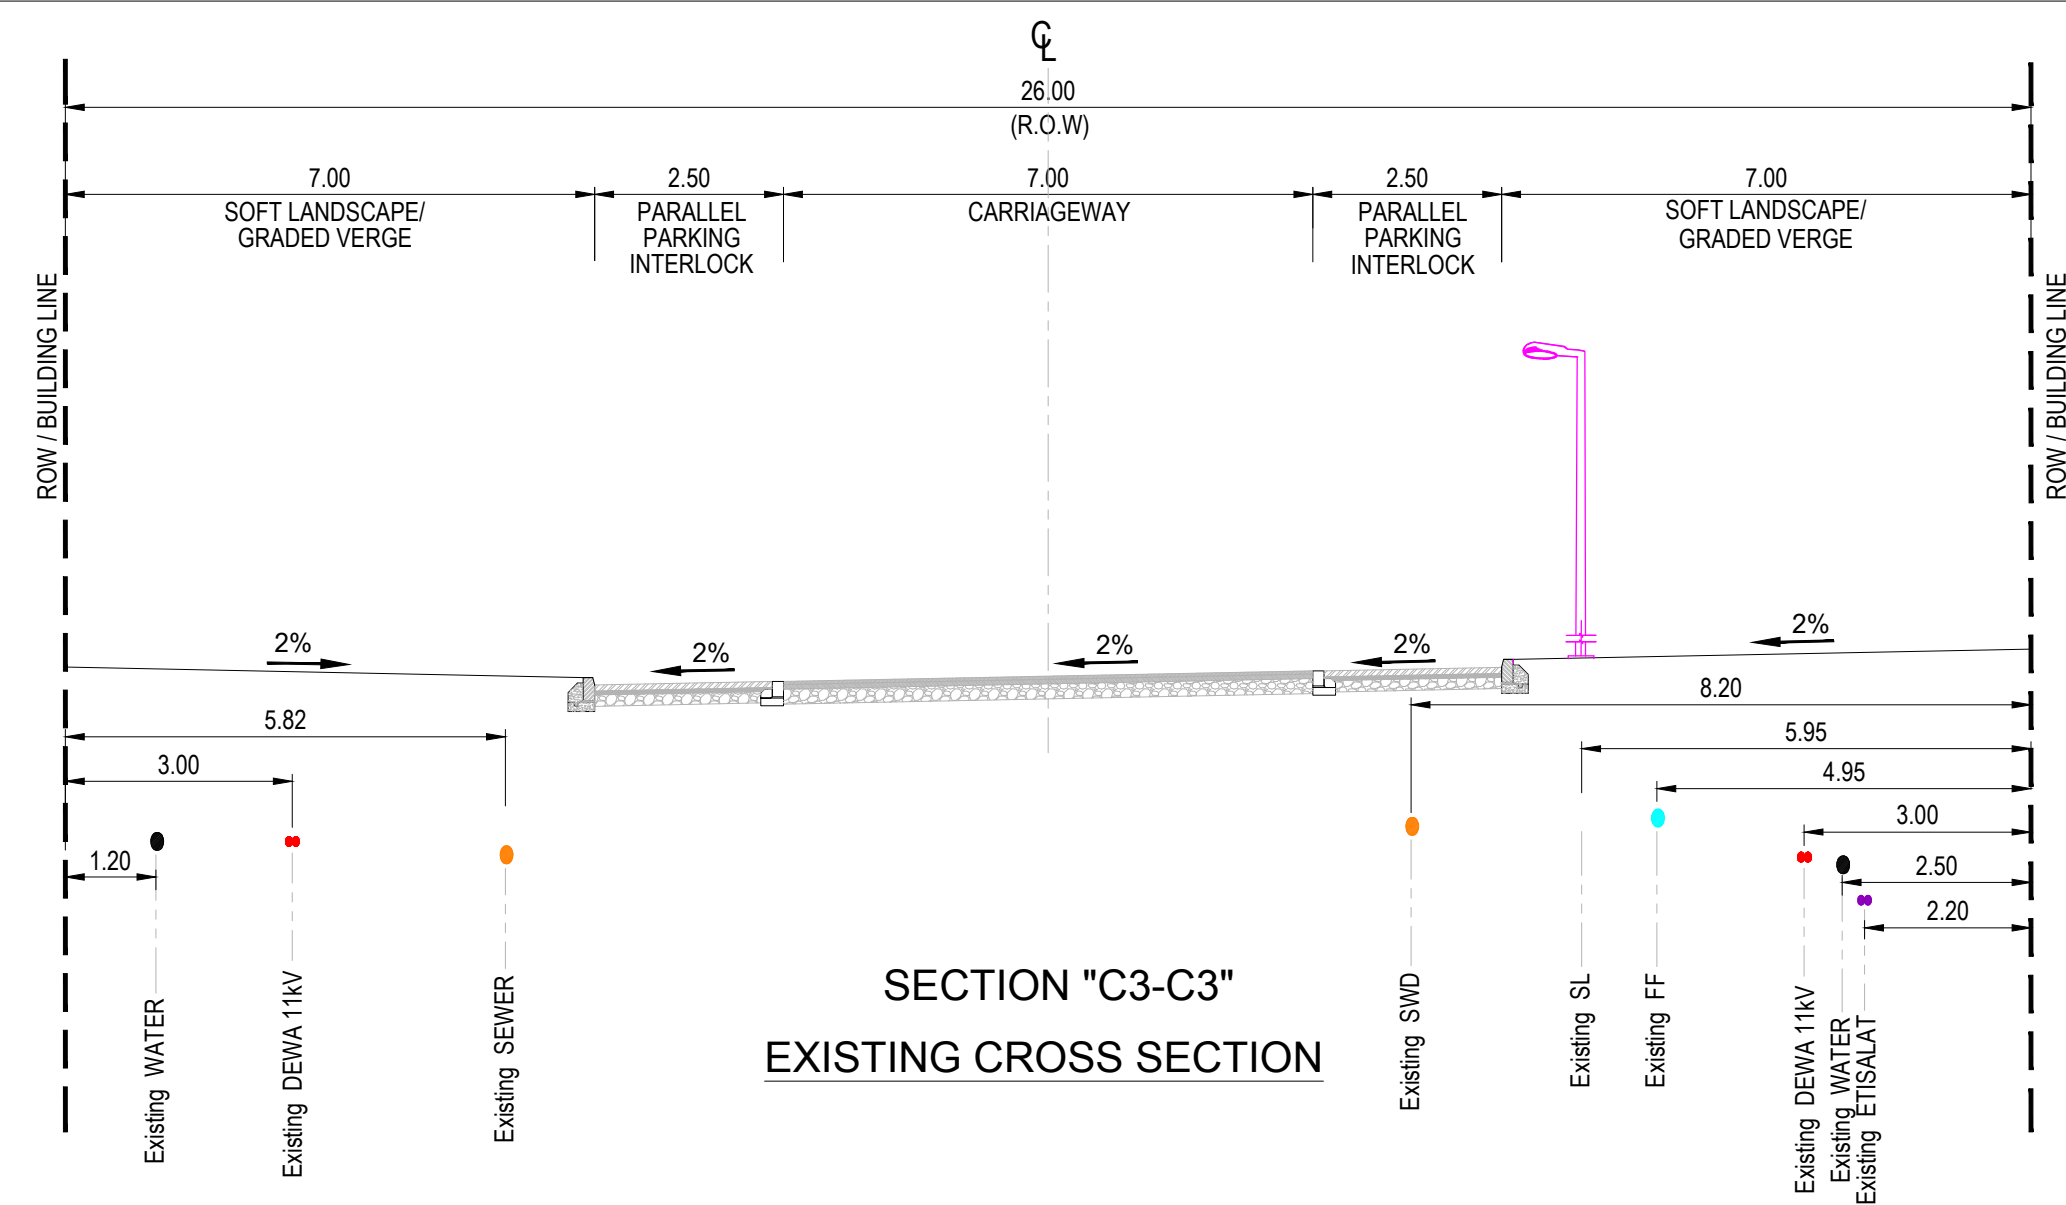 ℄
26.00
(R.O.W)
7.00
2.50
7.00
2.50
7.00
SOFT LANDSCAPE/
GRADED VERGE
PARALLEL
PARKING
INTERLOCK
CARRIAGEWAY
PARALLEL
PARKING
INTERLOCK
SOFT LANDSCAPE/
GRADED VERGE
ROW / BUILDING LINE
ROW / BUILDING LINE
2%
2%
2%
2%
2%
8.20
5.82
5.95
3.00
4.95
3.00
1.20
2.50
2.20
Existing WATER
Existing DEWA 11kV
Existing SEWER
SECTION "C3-C3"
EXISTING CROSS SECTION
Existing SWD
Existing SL
Existing FF
Existing DEWA 11kV
Existing WATER
Existing ETISALAT